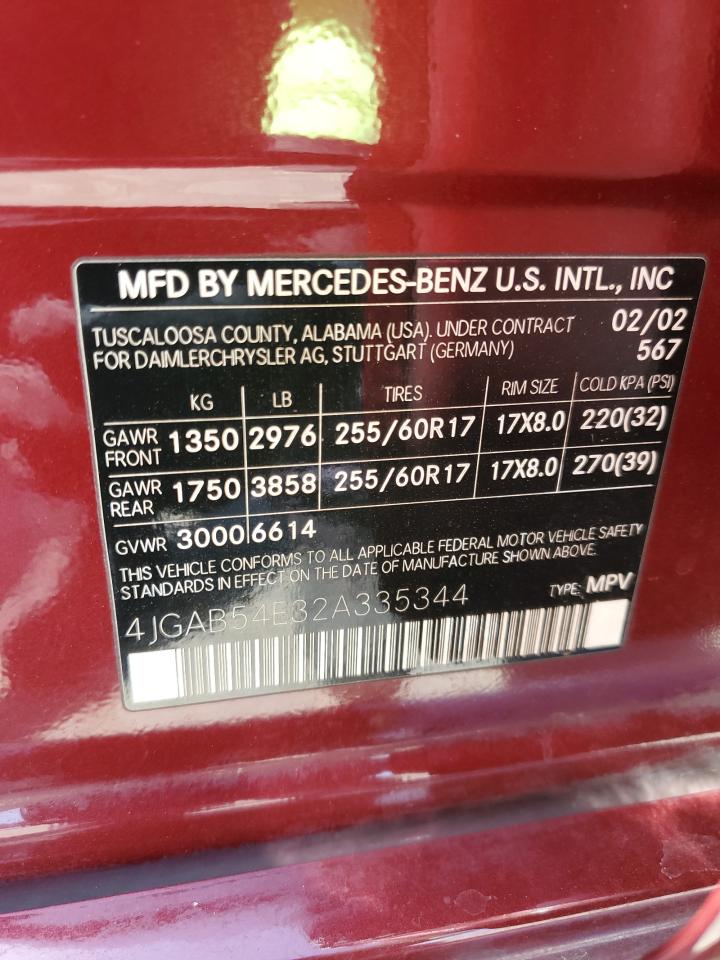 MFD BY MERCEDES-BENZ U.S. INTL., INC
TUSCALOOSA COUNTY, ALABAMA (USA). UNDER CONTRACT 02/02
FOR DAIMLERCHRYSLER AG, STUTTGART (GERMANY) 567
KG LB TIRES RIM SIZE COLD KPA (PSI)
GAWR FRONT 1350 2976 255/60R17 17X8.0 220(32)
GAWR REAR 1750 3858 255/60R17 17X8.0 270(39)
GVWR 3000 6614
THIS VEHICLE CONFORMS TO ALL APPLICABLE FEDERAL MOTOR VEHICLE SAFETY
STANDARDS IN EFFECT ON THE DATE OF MANUFACTURE SHOWN ABOVE.
4JGAB54E32A335344 TYPE: MPV